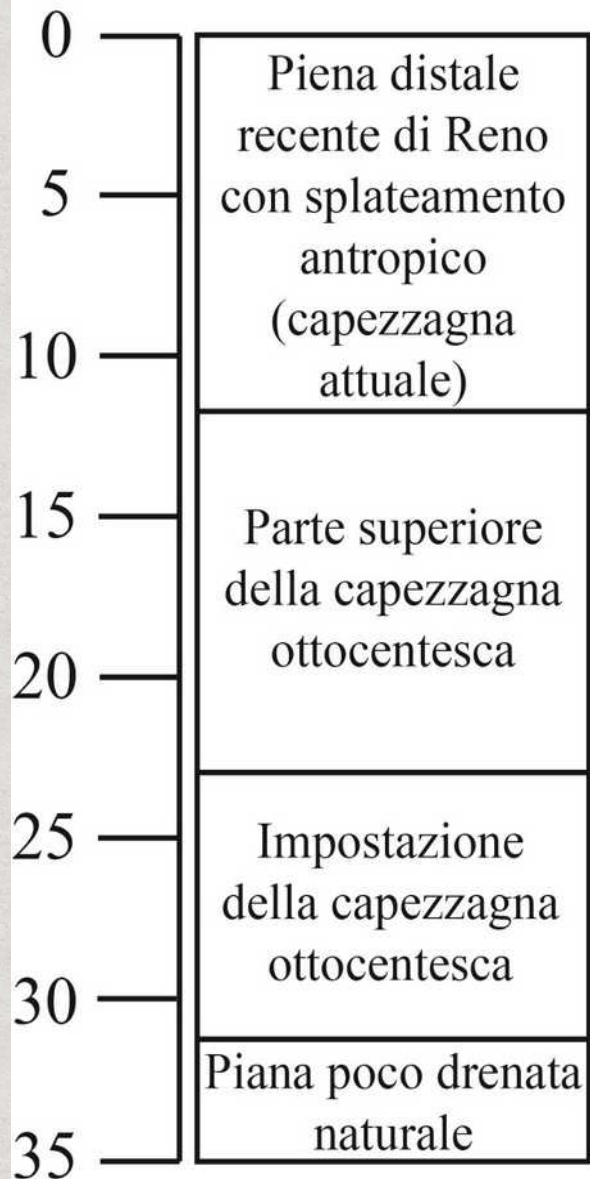 0
5
10
15
20
25
30
35
Piena distale
recente di Reno
con splateamento
antropico
(capezzagna
attuale)
Parte superiore
della capezzagna
ottocentesca
Impostazione
della capezzagna
ottocentesca
Piana poco drenata
naturale